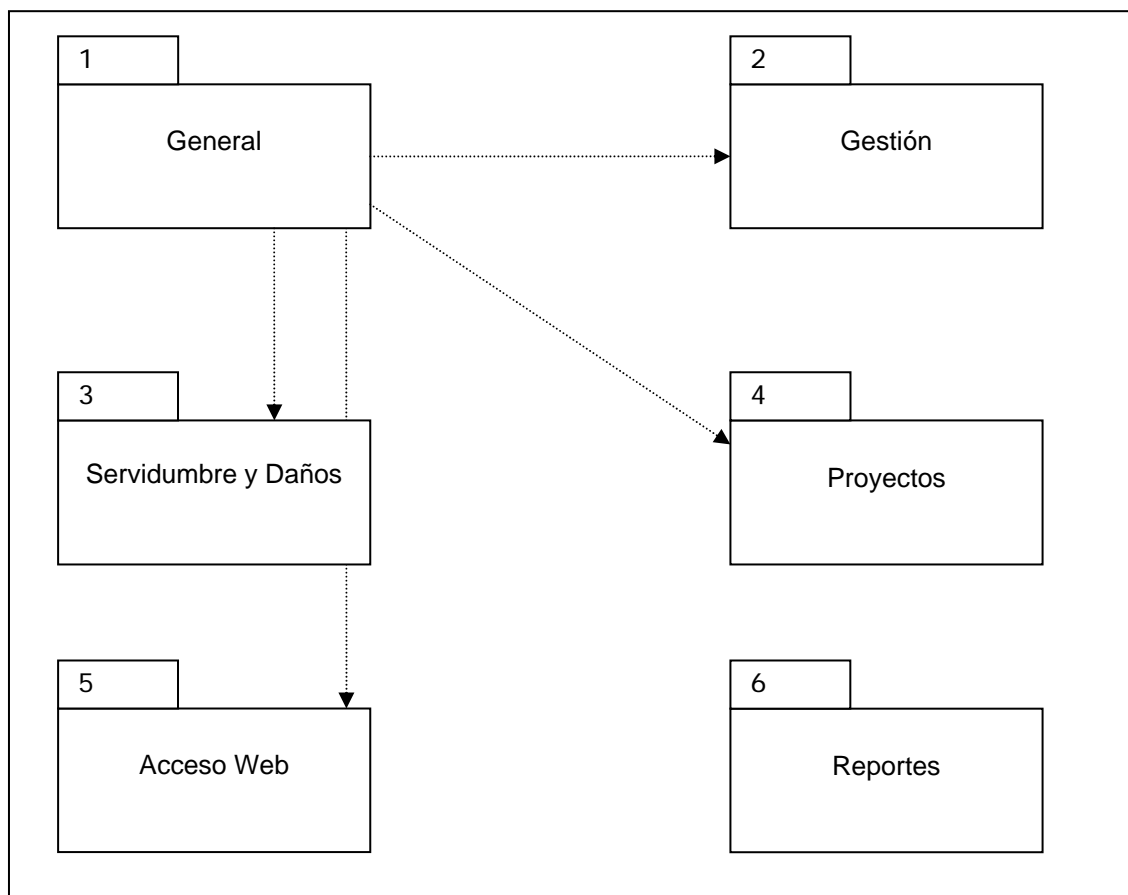 1
General
2
Gestión
3
Servidumbre y Daños
4
Proyectos
5
Acceso Web
6
Reportes